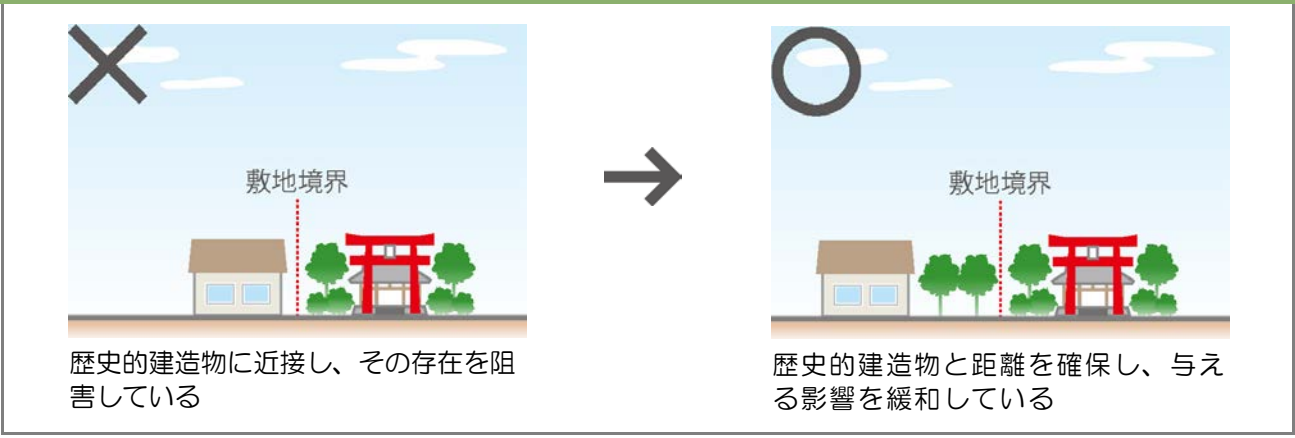 敷地境界
歴史的建造物に近接し、その存在を阻
害している
敷地境界
歴史的建造物と距離を確保し、与え
る影響を緩和している